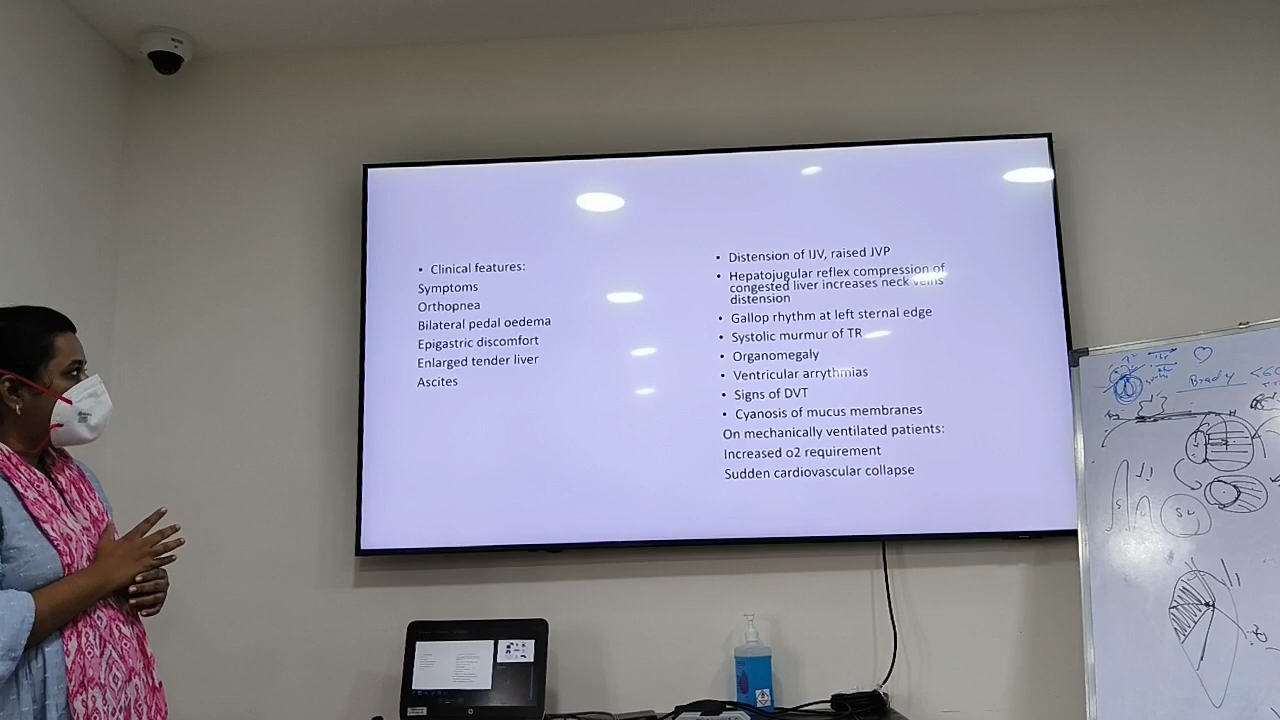 • Clinical features:
Symptoms
Orthopnea
Bilateral pedal oedema
Epigastric discomfort
Enlarged tender liver
Ascites
• Distension of IJV, raised JVP
• Hepatojugular reflex compression of
congested liver increases neck veins
distension
• Gallop rhythm at left sternal edge
• Systolic murmur of TR
• Organomegaly
• Ventricular arrythmias
• Signs of DVT
• Cyanosis of mucus membranes
On mechanically ventilated patients:
Increased o2 requirement
Sudden cardiovascular collapse
Brady <60